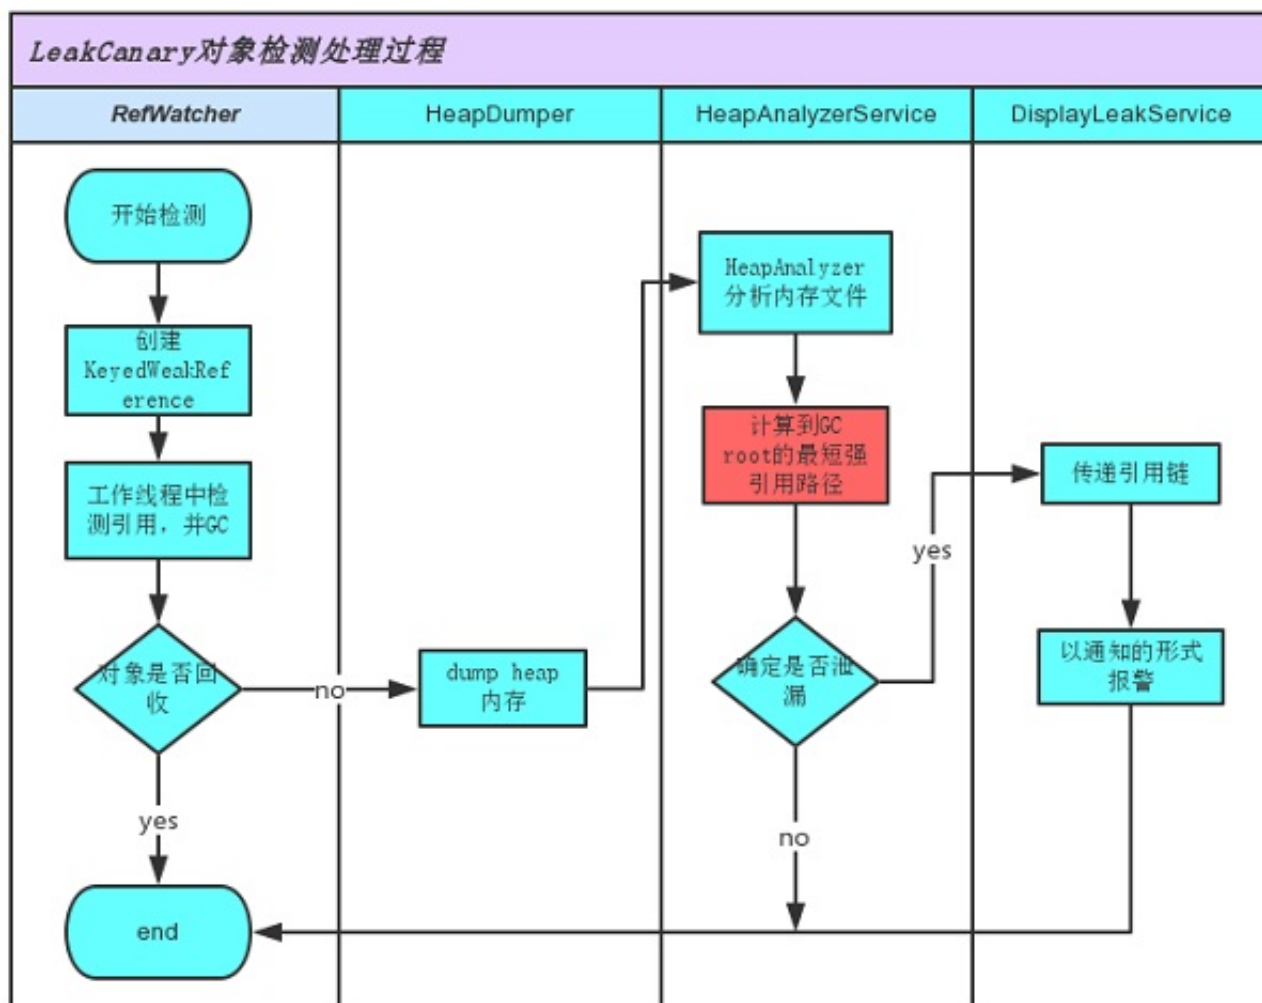 LeakCanary对象检测处理过程
RefWatcher
HeapDumper
HeapAnalyzerService
DisplayLeakService
开始检测
创建
KeyedWeakRef
erence
工作线程中检
测引用，并GC
对象是否回
收
yes
end
no
dump heap
内存
HeapAnalyzer
分析内存文件
计算到GC
root的最短强
引用路径
确定是否泄
漏
no
yes
传递引用链
以通知的形式
报警